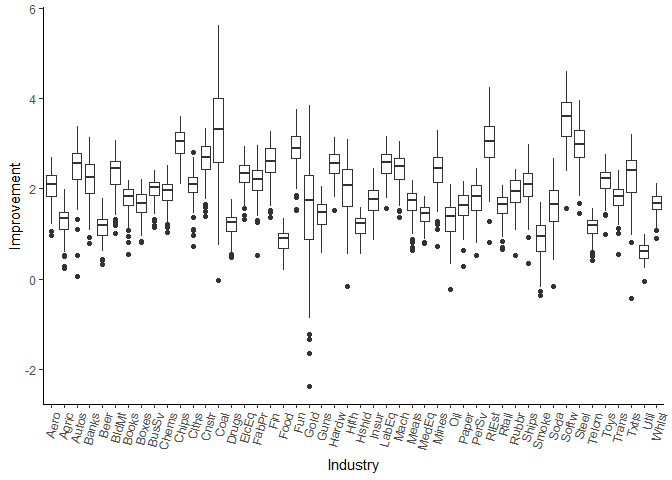 6
4
2
0
-2
Improvement
Aero
Agric
Autos
Banks
Beer
BldMt
Books
Boxes
BusSv
Chems
Chips
Clths
Cnstr
Coal
Drugs
ElcEq
FabPr
Fin
Food
Fun
Gold
Guns
Hardw
Hlth
Hshld
Insur
LabEq
Mach
Meals
MedEq
Mines
Oil
Paper
PerSv
RlEst
Rtail
Rubbr
Ships
Smoke
Soda
Softw
Steel
Telcm
Toys
Trans
Txtls
Util
Whlsl
Industry